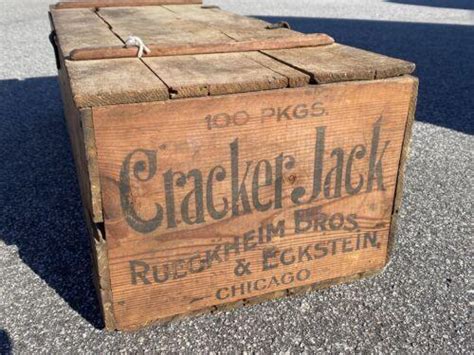 100 PKGS.
Cracker Jack
RUECKHEIM BROS
& ECKSTEIN,
CHICAGO